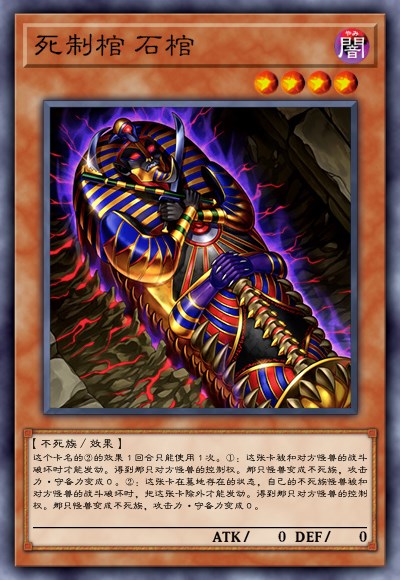 死制棺 石棺
やみ
闇
【不死族／效果】
这个卡名的②的效果１回合只能使用１次。①：这张卡被和对方怪兽的战斗
破坏时才能发动。得到那只对方怪兽的控制权。那只怪兽变成不死族，攻击
力・守备力变成０。②：这张卡在墓地存在的状态，自己的不死族怪兽被和
对方怪兽的战斗破坏时，把这张卡除外才能发动。得到那只对方怪兽的控制
权。那只怪兽变成不死族，攻击力・守备力变成０。
ATK/ 0 DEF/ 0